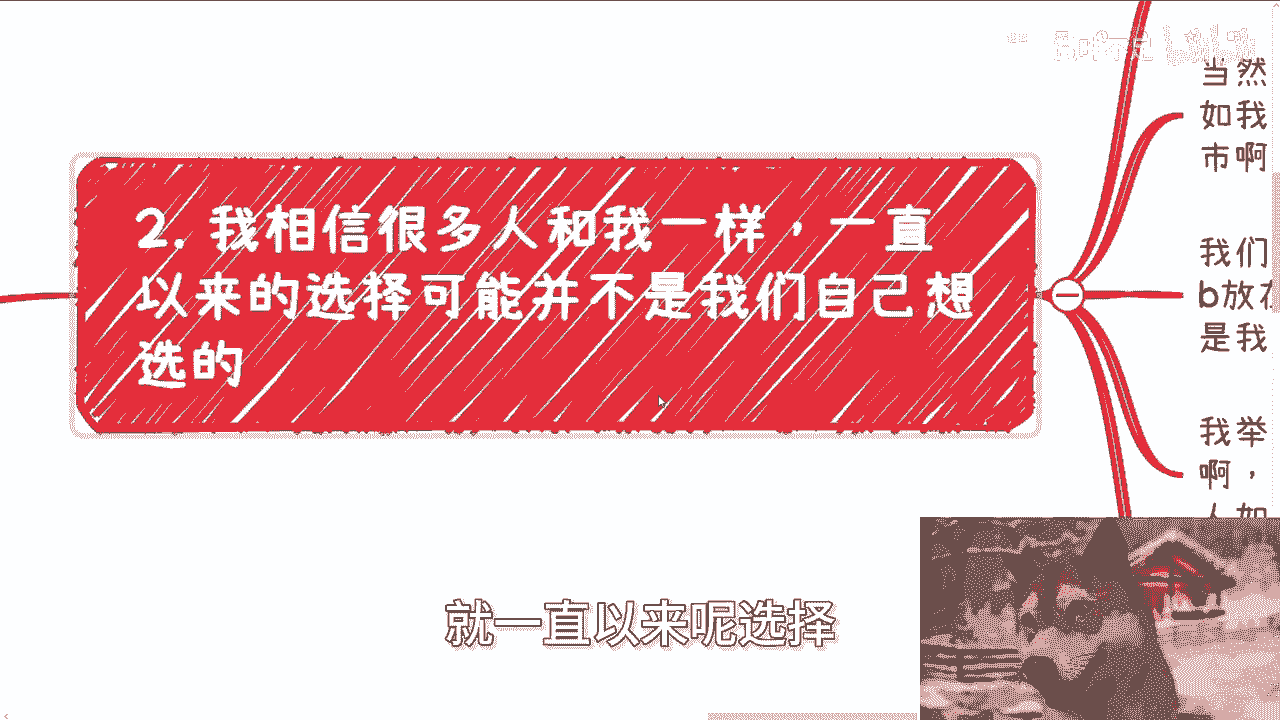 2. 我相信很多人和我一样，一直
以来的选择可能并不是我们自己想
选的
当然
如我
市啊
我们
b放在
是我
我举
啊，
就一直以来呢选择